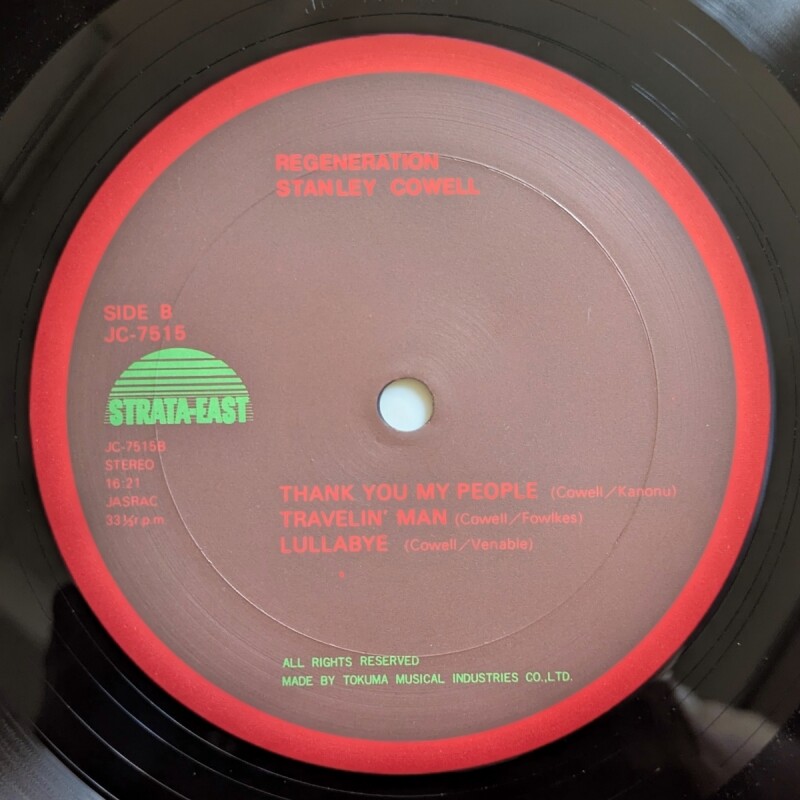 REGENERATION
STANLEY COWELL
SIDE B
JC-7515
STRATA-EAST
JC-7515B
STEREO
16:21
JASRAC
33⅓r.p.m
THANK YOU MY PEOPLE (Cowell/Kanonu)
TRAVELIN' MAN (Cowell/Fowlkes)
LULLABYE (Cowell/Venable)
ALL RIGHTS RESERVED
MADE BY TOKUMA MUSICAL INDUSTRIES CO.,LTD.